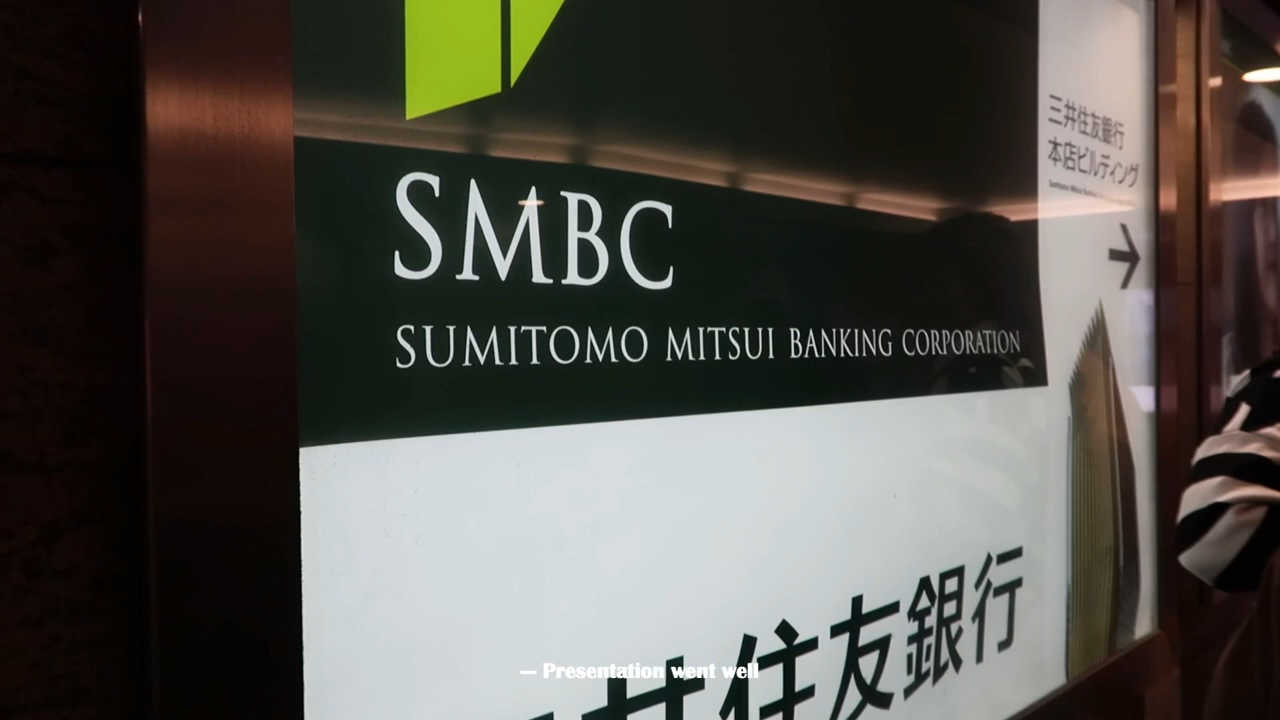 SMBC
SUMITOMO MITSUI BANKING CORPORATION
三井住友銀行
本店ビルディング
井住友銀行
— Presentation went well